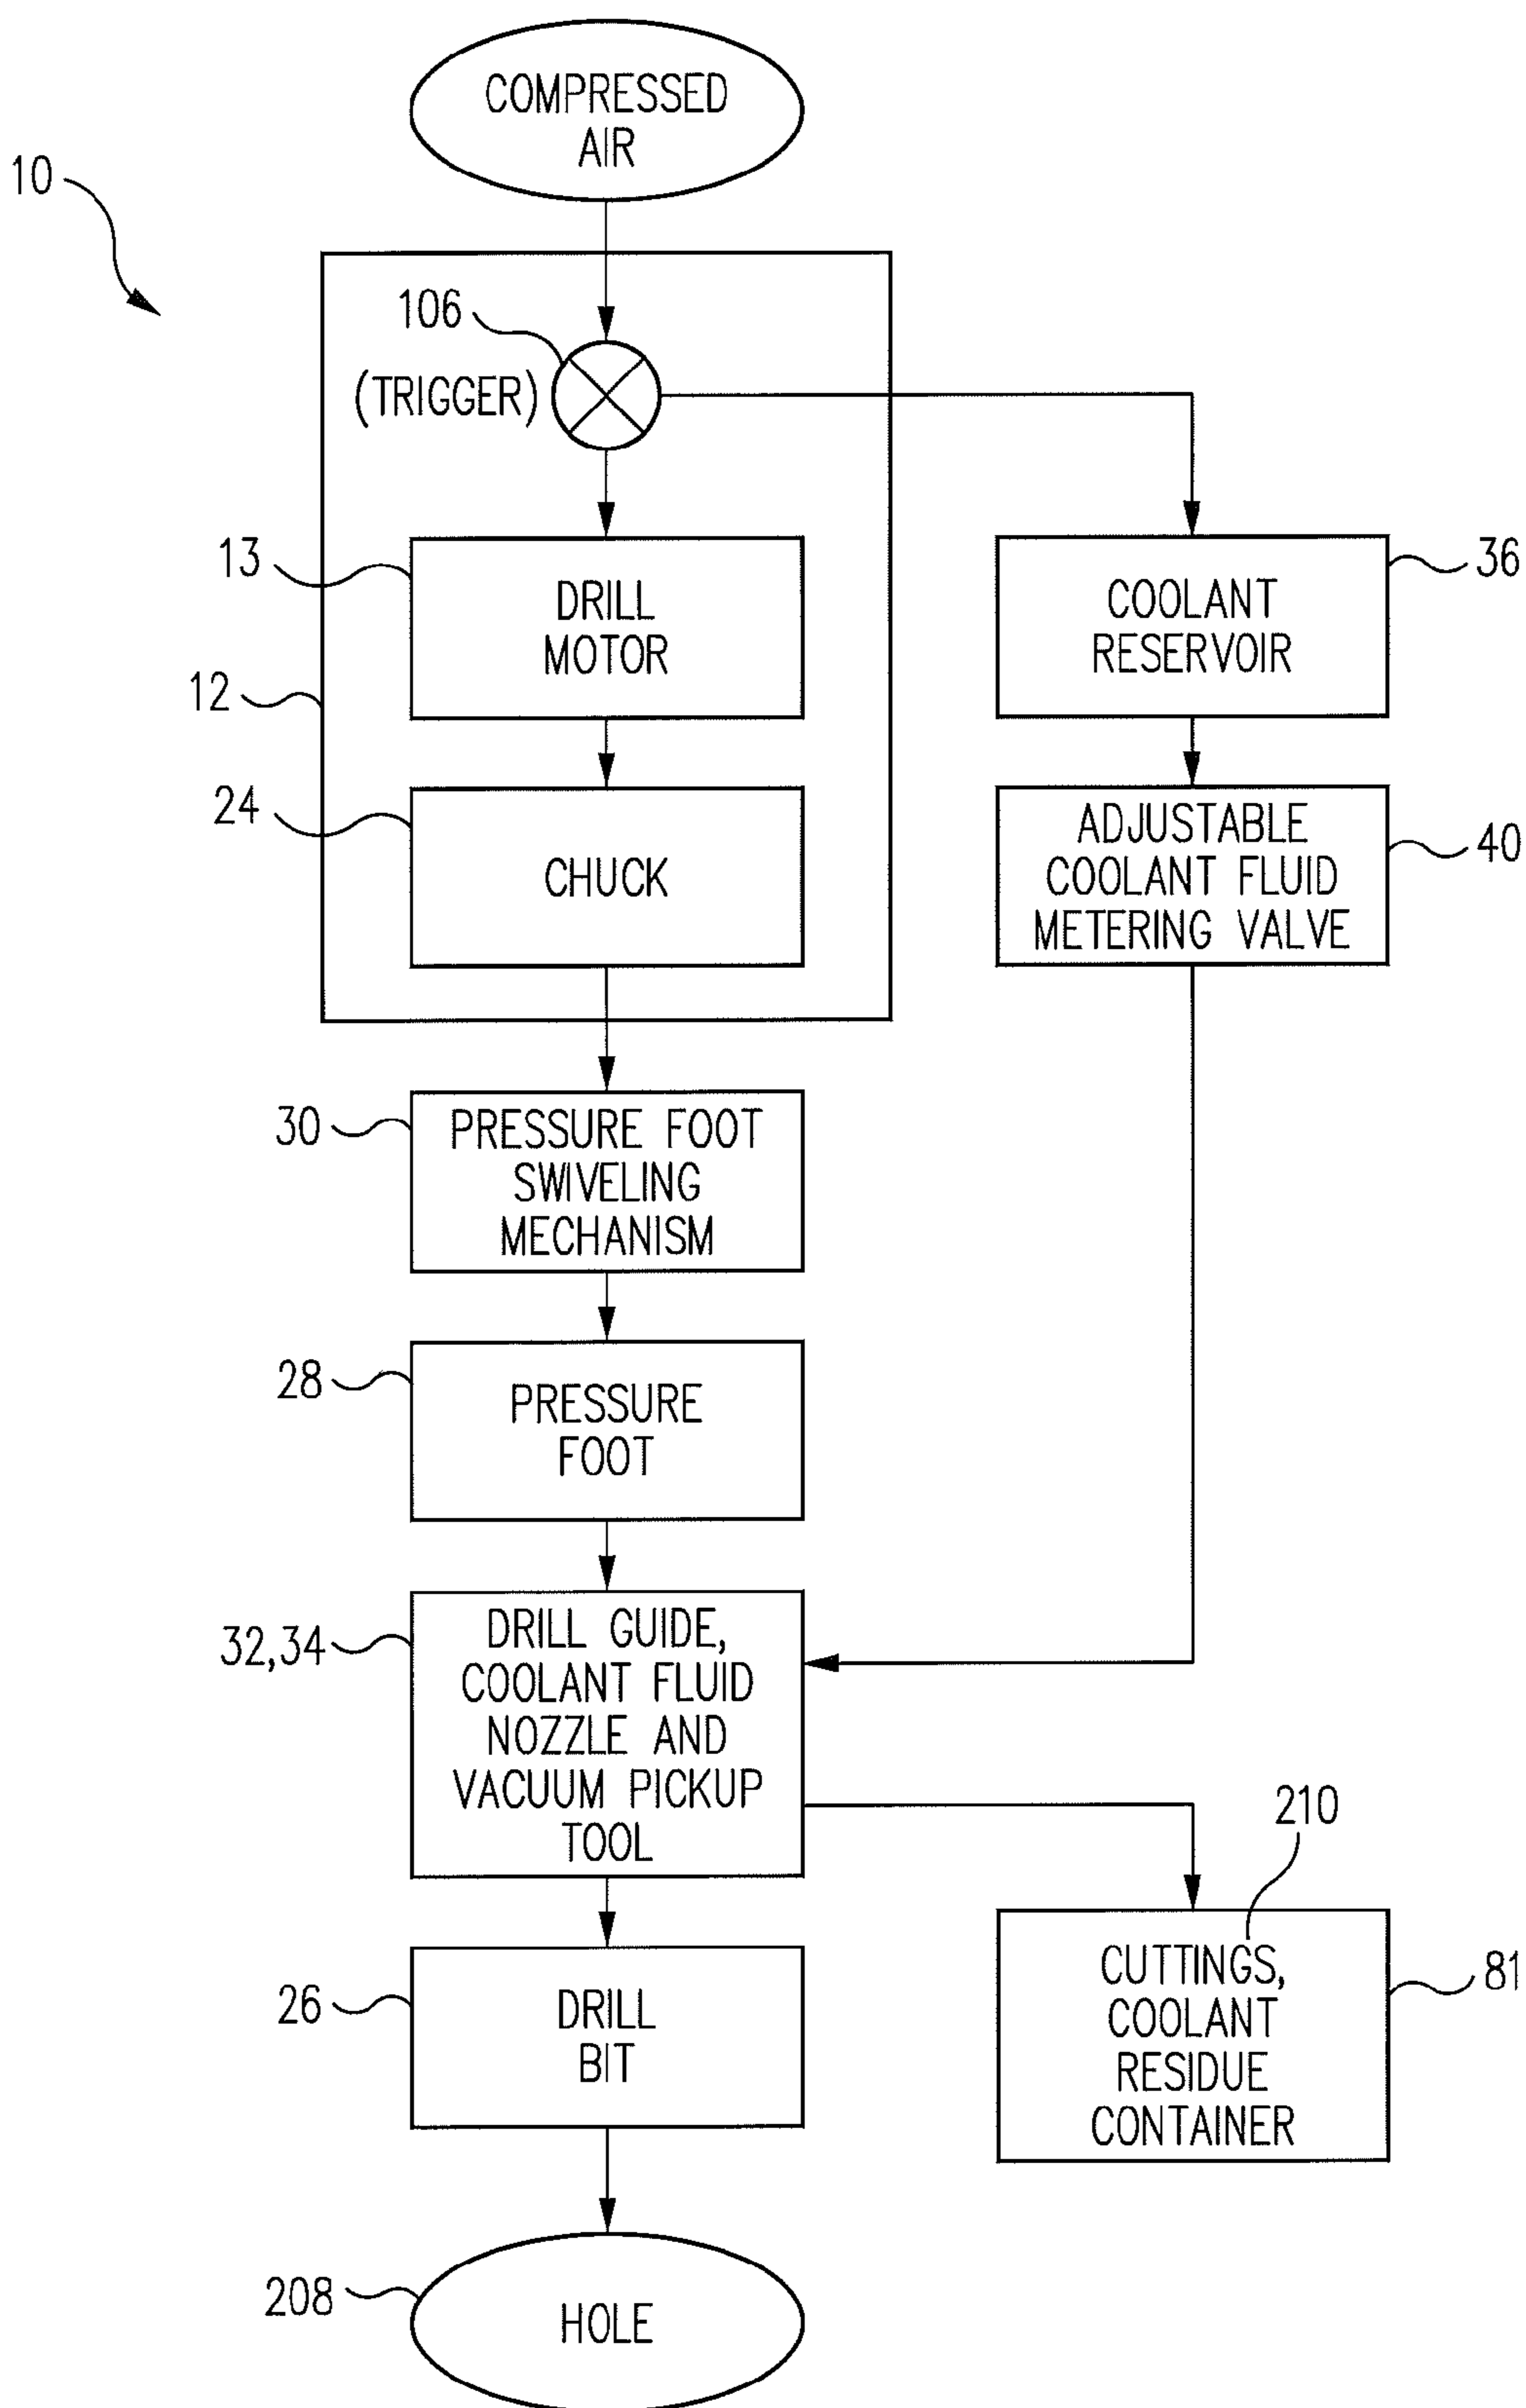 COMPRESSED
AIR
10
106
(TRIGGER)
13
DRILL
MOTOR
36
COOLANT
RESERVOIR
12
24
CHUCK
ADJUSTABLE
COOLANT FLUID
METERING VALVE
40
30
PRESSURE FOOT
SWIVELING
MECHANISM
28
PRESSURE
FOOT
32,34
DRILL GUIDE,
COOLANT FLUID
NOZZLE AND
VACUUM PICKUP
TOOL
210
26
DRILL
BIT
CUTTINGS,
COOLANT
RESIDUE
CONTAINER
81
208
HOLE